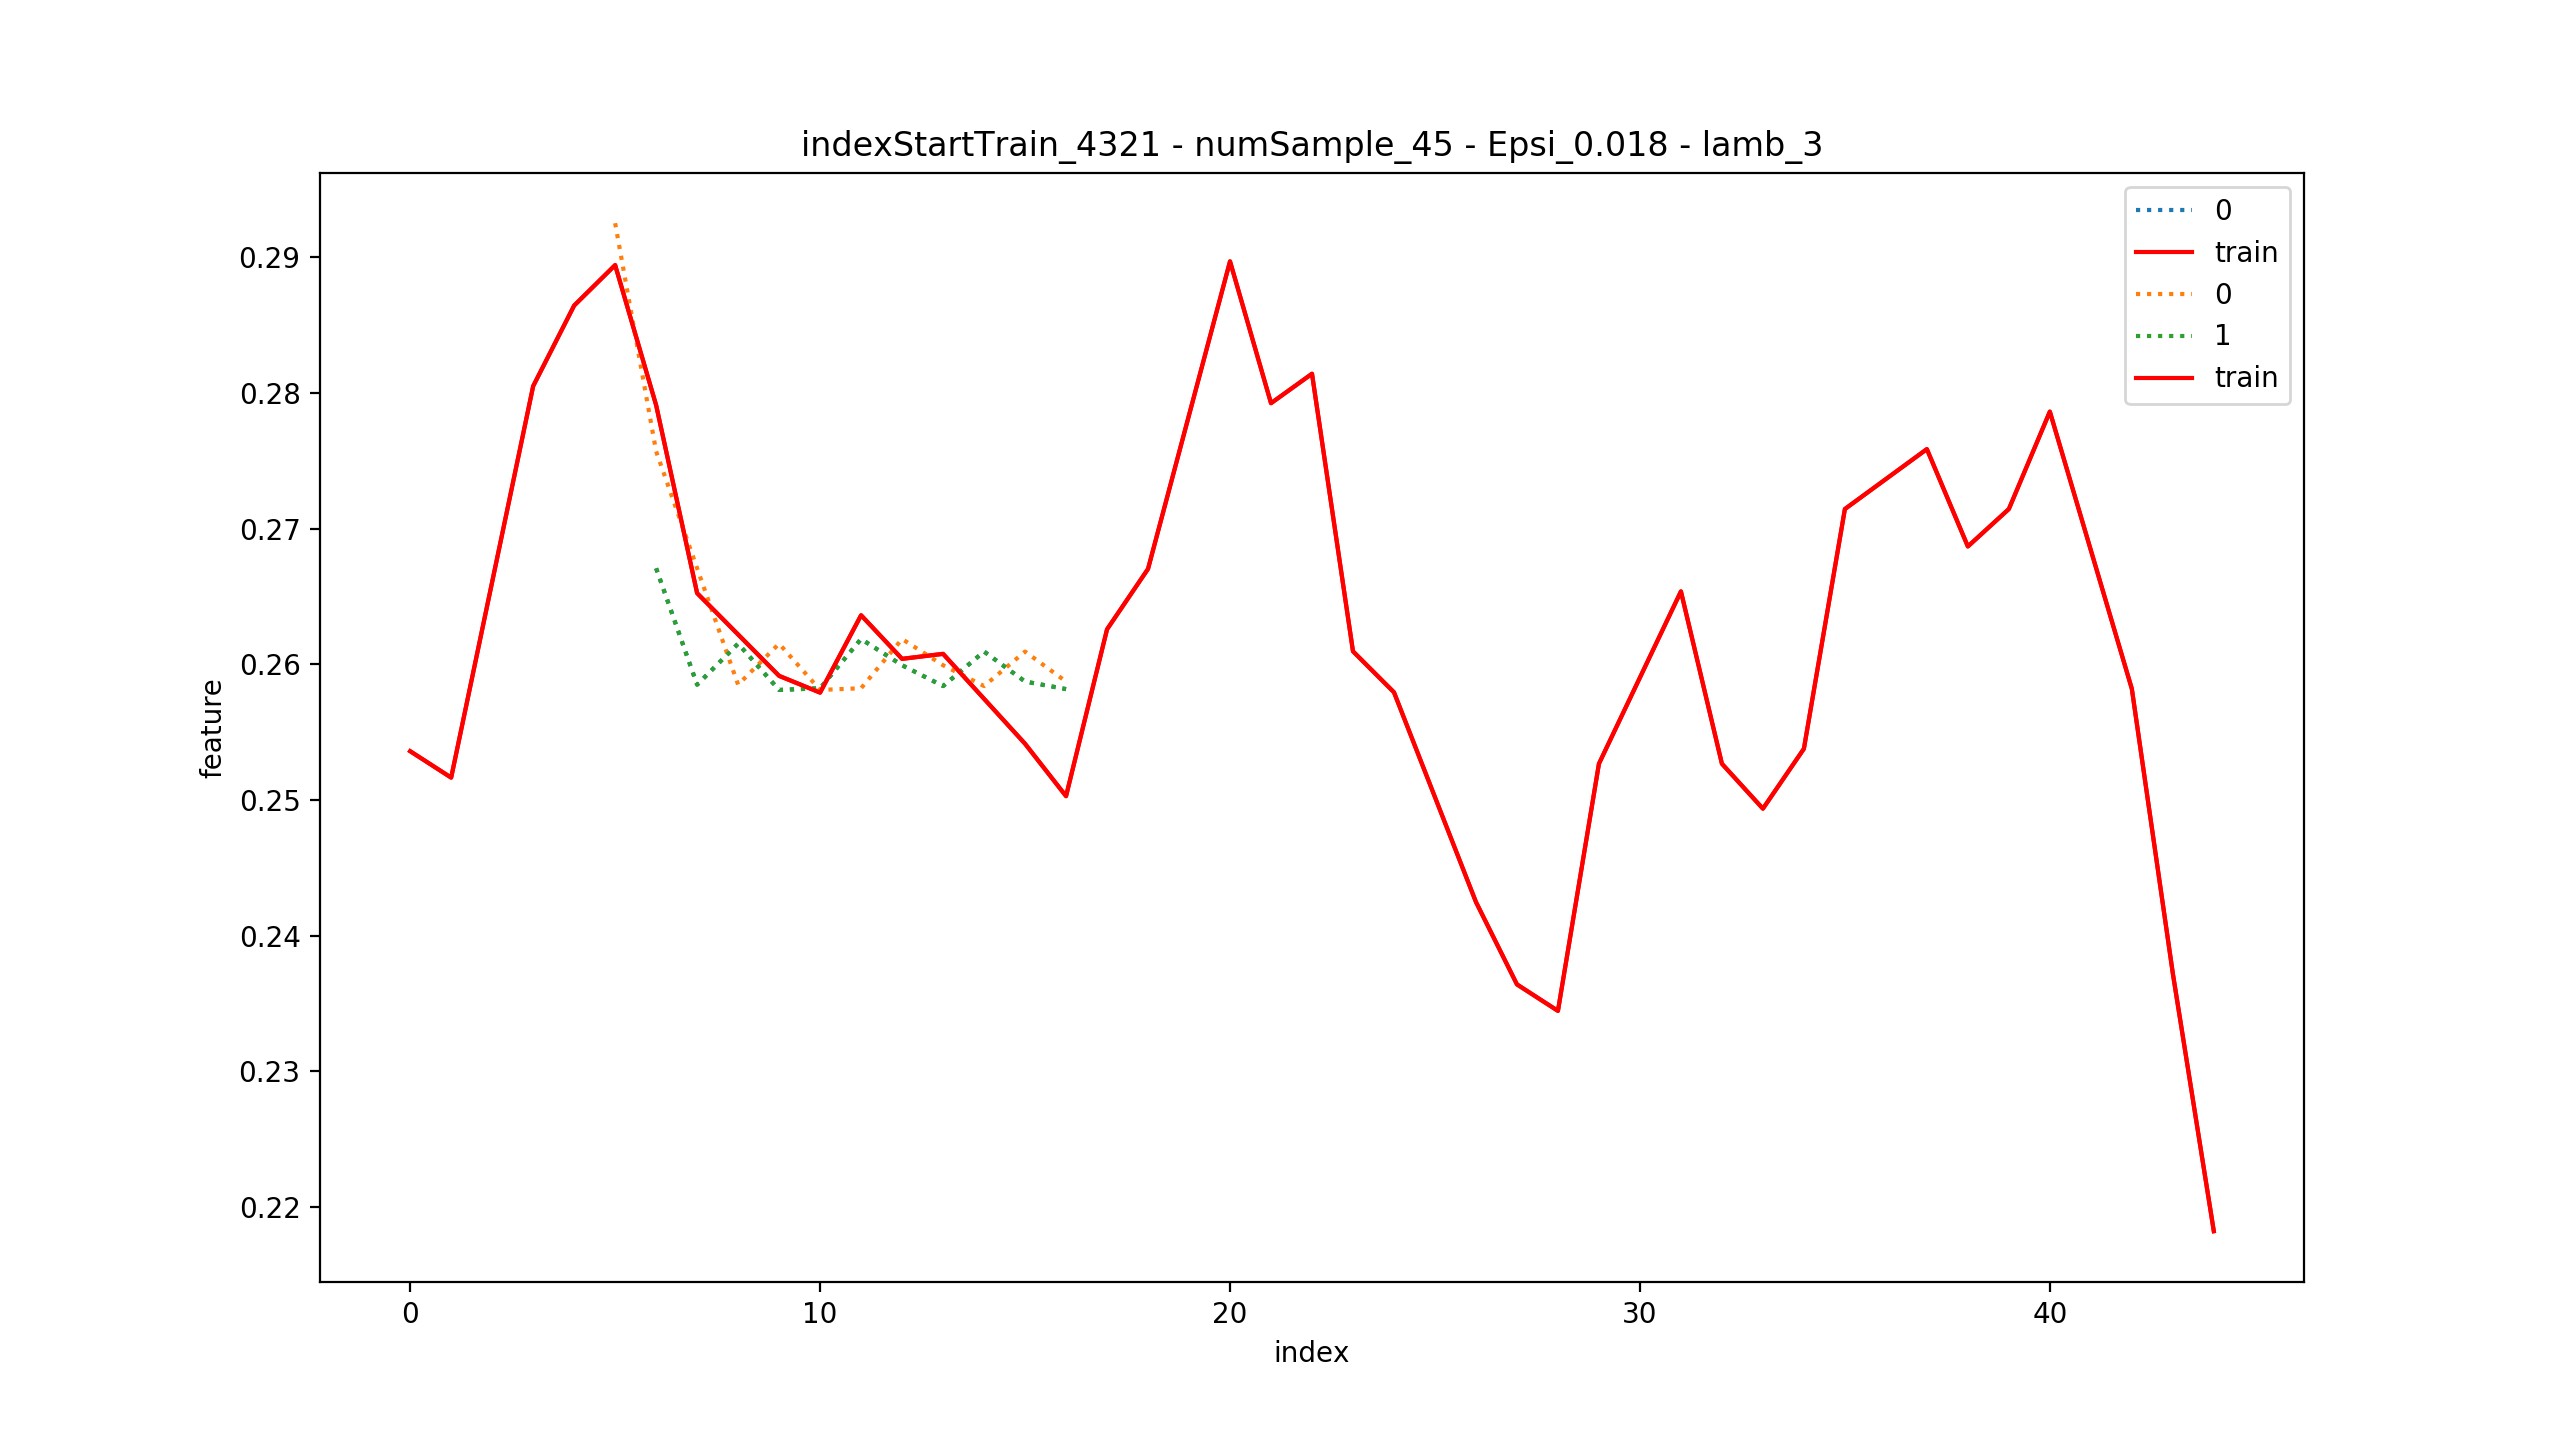 indexStartTrain_4321 - numSample_45 - Epsi_0.018 - lamb_3
0
train
0
1
train
0.29
0.28
0.27
0.26
0.25
0.24
0.23
0.22
feature
0 10 20 30 40
index